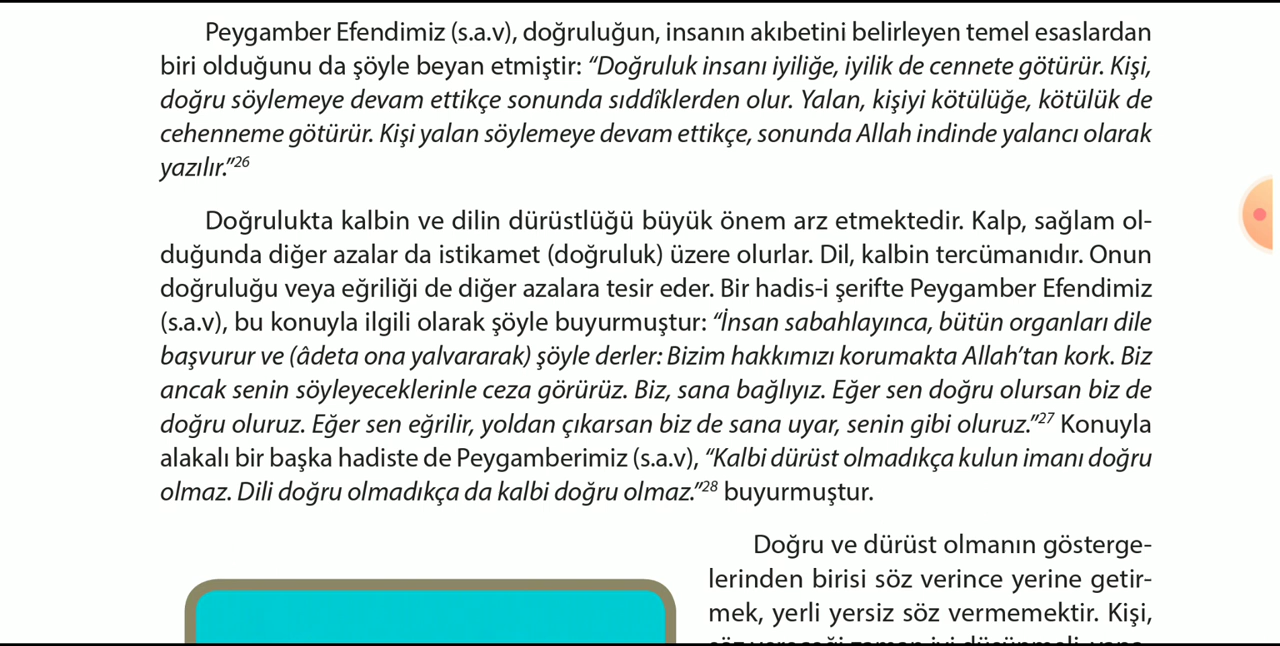 Peygamber Efendimiz (s.a.v), doğruluğun, insanın akıbetini belirleyen temel esaslardan
biri olduğunu da şöyle beyan etmiştir: “Doğruluk insanı iyiliğe, iyilik de cennete götürür. Kişi,
doğru söylemeye devam ettikçe sonunda sıddîklerden olur. Yalan, kişiyi kötülüğe, kötülük de
cehenneme götürür. Kişi yalan söylemeye devam ettikçe, sonunda Allah indinde yalancı olarak
yazılır.”26
Doğrulukta kalbin ve dilin dürüstlüğü büyük önem arz etmektedir. Kalp, sağlam ol-
duğunda diğer azalar da istikamet (doğruluk) üzere olurlar. Dil, kalbin tercümanıdır. Onun
doğruluğu veya eğriliği de diğer azalara tesir eder. Bir hadis-i şerifte Peygamber Efendimiz
(s.a.v), bu konuyla ilgili olarak şöyle buyurmuştur: “İnsan sabahlayınca, bütün organları dile
başvurur ve (âdeta ona yalvararak) şöyle derler: Bizim hakkımızı korumakta Allah’tan kork. Biz
ancak senin söyleyeceklerinle ceza görürüz. Biz, sana bağlıyız. Eğer sen doğru olursan biz de
doğru oluruz. Eğer sen eğrilir, yoldan çıkarsan biz de sana uyar, senin gibi oluruz.”27 Konuyla
alakalı bir başka hadiste de Peygamberimiz (s.a.v), “Kalbi dürüst olmadıkça kulun imanı doğru
olmaz. Dili doğru olmadıkça da kalbi doğru olmaz.”28 buyurmuştur.
Doğru ve dürüst olmanın gösterge-
lerinden birisi söz verince yerine getir-
mek, yerli yersiz söz vermemektir. Kişi,